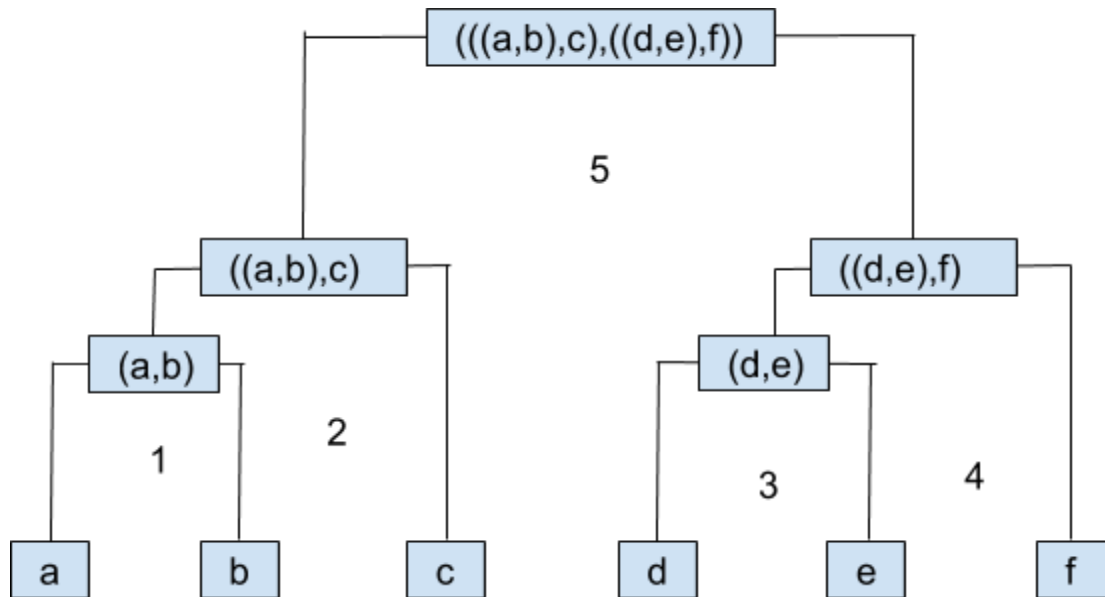 (((a,b),c),((d,e),f))
5
((a,b),c)
((d,e),f)
(a,b)
(d,e)
1
2
3
4
a
b
c
d
e
f